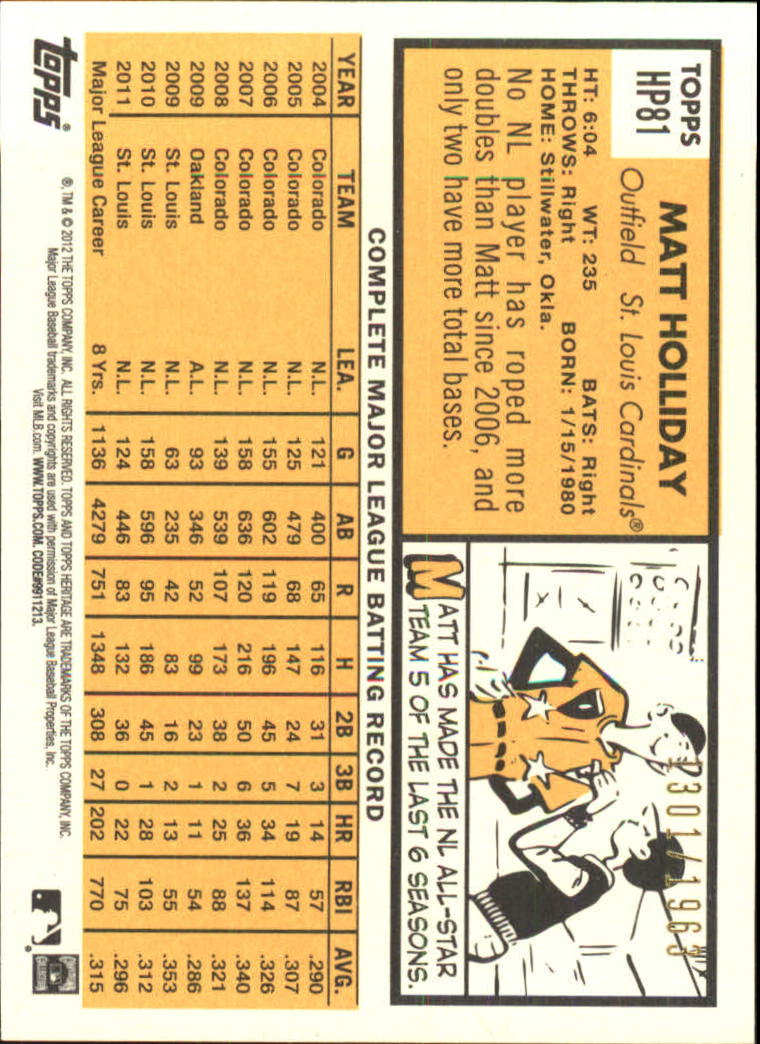 TOPPS
HP81
MATT HOLLIDAY
Outfield St. Louis Cardinals®
HT: 6:04 WT: 235 BATS: Right
THROWS: Right BORN: 1/15/1980
HOME: Stillwater, Okla.
No NL player has roped more
doubles than Matt since 2006, and
only two have more total bases.
1301/1963
MATT HAS MADE THE NL ALL-STAR
TEAM 5 OF THE LAST 6 SEASONS.
COMPLETE MAJOR LEAGUE BATTING RECORD
YEAR TEAM LEA. G AB R H 2B 3B HR RBI AVG.
2004 Colorado N.L. 121 400 65 116 31 3 14 57 .290
2005 Colorado N.L. 125 479 68 147 24 7 19 87 .307
2006 Colorado N.L. 155 602 119 196 45 5 34 114 .326
2007 Colorado N.L. 158 636 120 216 50 6 36 137 .340
2008 Colorado N.L. 139 539 107 173 38 2 25 88 .321
2009 Oakland A.L. 93 346 52 99 23 1 11 54 .286
2009 St. Louis N.L. 63 235 42 83 16 2 13 55 .353
2010 St. Louis N.L. 158 596 95 186 45 1 28 103 .312
2011 St. Louis N.L. 124 446 83 132 36 0 22 75 .296
Major League Career 8 Yrs. 1136 4279 751 1348 308 27 202 770 .315
topps®
®, TM & © 2012 THE TOPPS COMPANY, INC. ALL RIGHTS RESERVED. TOPPS AND TOPPS HERITAGE ARE TRADEMARKS OF THE TOPPS COMPANY, INC.
Major League Baseball trademarks and copyrights are used with permission of Major League Baseball Properties, Inc.
Visit MLB.com. WWW.TOPPS.COM. CODE#9911213.